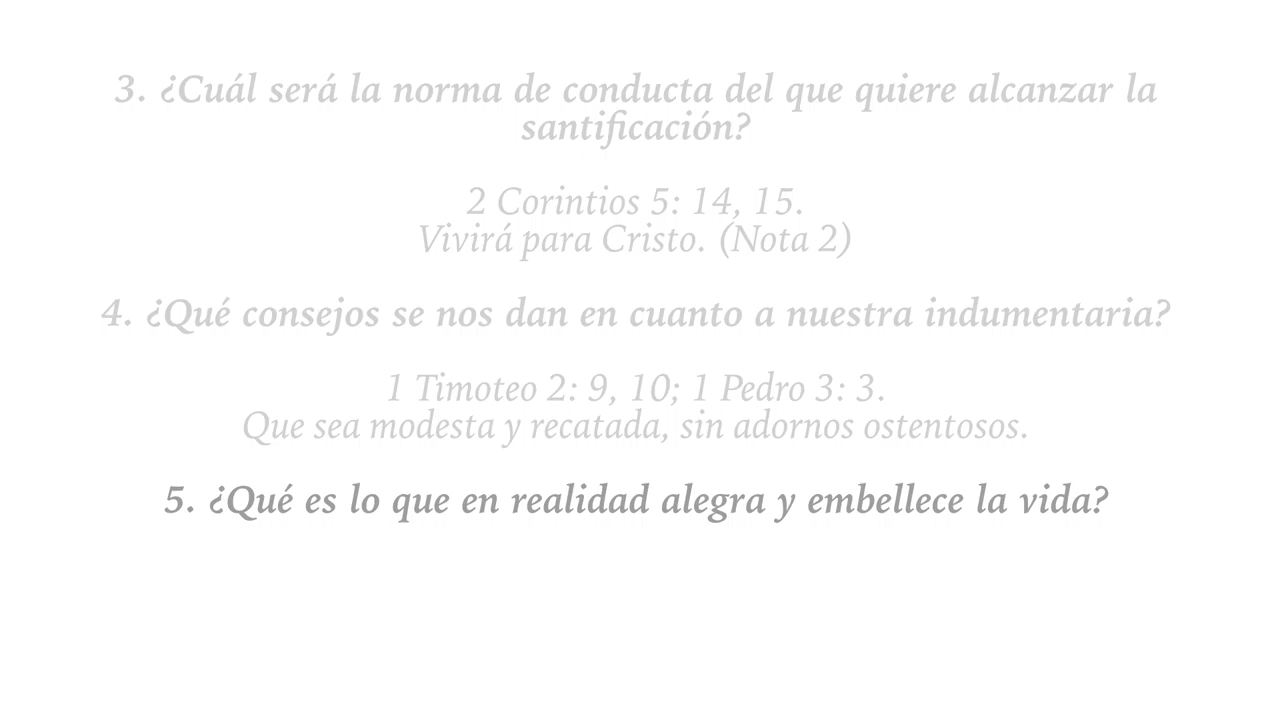 3. ¿Cuál será la norma de conducta del que quiere alcanzar la
santificación?
2 Corintios 5: 14, 15.
Vivirá para Cristo. (Nota 2)
4. ¿Qué consejos se nos dan en cuanto a nuestra indumentaria?
1 Timoteo 2: 9, 10; 1 Pedro 3: 3.
Que sea modesta y recatada, sin adornos ostentosos.
5. ¿Qué es lo que en realidad alegra y embellece la vida?